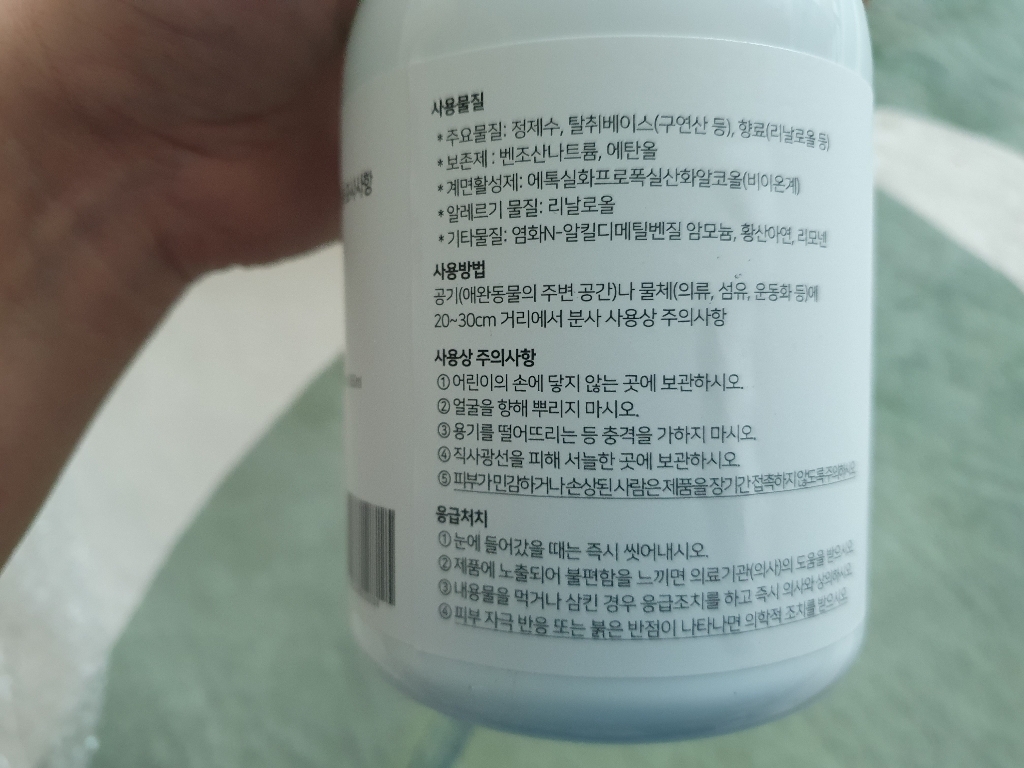 사용물질
*주요물질: 정제수, 탈취베이스(구연산 등), 향료(리날로올 등)
*보존제 : 벤조산나트륨, 에탄올
*계면활성제: 에톡실화프로폭실산화알코올(비이온계)
*알레르기 물질: 리날로올
*기타물질: 염화N-알킬디메틸벤질 암모늄, 황산아연, 리모넨
사용방법
공기(애완동물의 주변 공간)나 물체(의류, 섬유, 운동화 등)에
20~30cm 거리에서 분사 사용상 주의사항
사용상 주의사항
①어린이의 손에 닿지 않는 곳에 보관하시오.
②얼굴을 향해 뿌리지 마시오.
③용기를 떨어뜨리는 등 충격을 가하지 마시오.
④직사광선을 피해 서늘한 곳에 보관하시오.
⑤피부가 민감하거나 손상된 사람은 제품을 장기간 접촉하지 않도록 주의하시오.
응급처치
①눈에 들어갔을 때는 즉시 씻어내시오.
②제품에 노출되어 불편함을 느끼면 의료기관(의사)의 도움을 받으시오.
③내용물을 먹거나 삼킨 경우 응급조치를 하고 즉시 의사와 상의하시오.
④피부 자극 반응 또는 붉은 반점이 나타나면 의학적 조치를 받으시오.